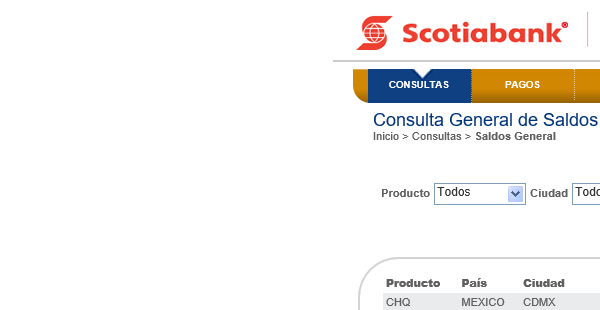 Scotiabank
CONSULTAS PAGOS
Consulta General de Saldos
Inicio > Consultas > Saldos General
Producto Todos Ciudad Todo
Producto País Ciudad
CHQ MEXICO CDMX